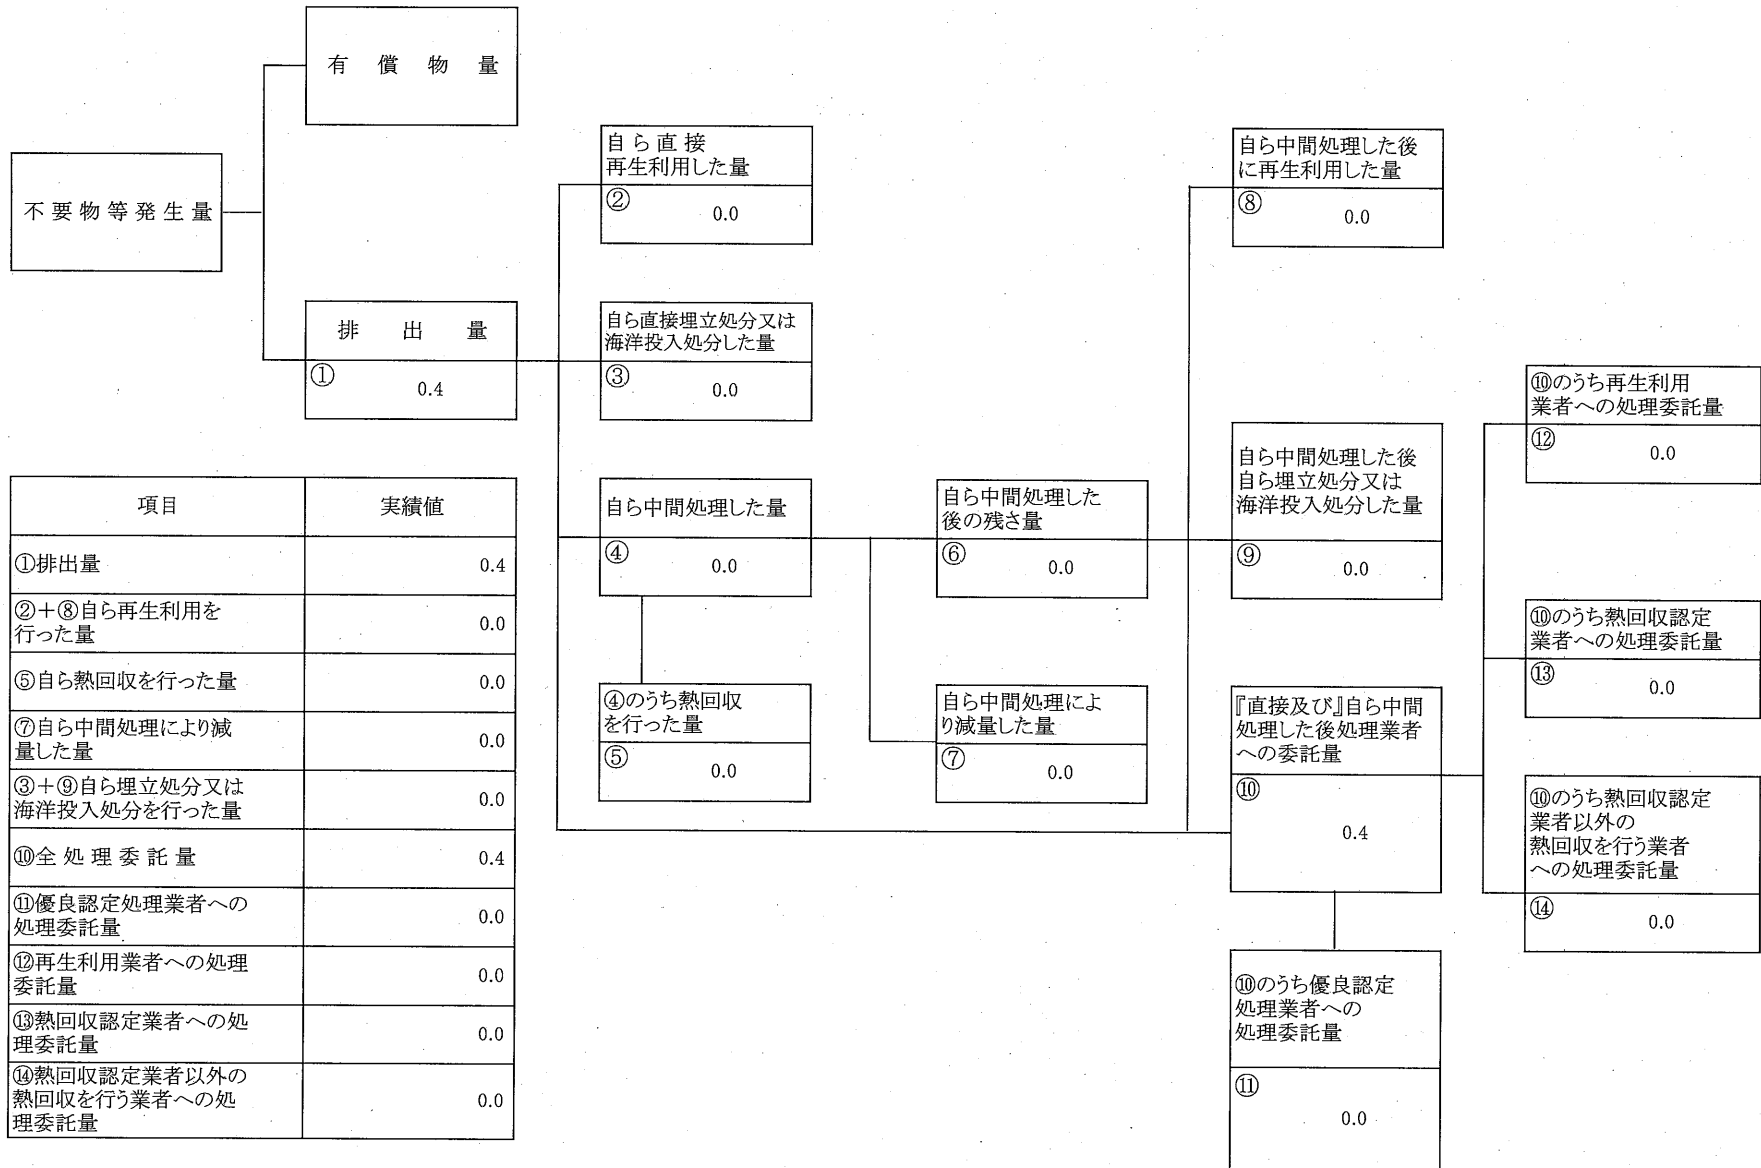 有償物量
不要物等発生量
排出量
①
0.4
自ら直接
再生利用した量
②
0.0
自ら直接埋立処分又は
海洋投入処分した量
③
0.0
自ら中間処理した量
④
0.0
④のうち熱回収
を行った量
⑤
0.0
自ら中間処理した
後の残さ量
⑥
0.0
自ら中間処理によ
り減量した量
⑦
0.0
自ら中間処理した後
に再生利用した量
⑧
0.0
自ら中間処理した後
自ら埋立処分又は
海洋投入処分した量
⑨
0.0
『直接及び』自ら中間
処理した後処理業者
への委託量
⑩
0.4
⑩のうち優良認定
処理業者への
処理委託量
⑪
0.0
⑩のうち再生利用
業者への処理委託量
⑫
0.0
⑩のうち熱回収認定
業者への処理委託量
⑬
0.0
⑩のうち熱回収認定
業者以外の
熱回収を行う業者
への処理委託量
⑭
0.0
項目 実績値
①排出量 0.4
②+⑧自ら再生利用を
行った量 0.0
⑤自ら熱回収を行った量 0.0
⑦自ら中間処理により減
量した量 0.0
③+⑨自ら埋立処分又は
海洋投入処分を行った量 0.0
⑩全処理委託量 0.4
⑪優良認定処理業者への
処理委託量 0.0
⑫再生利用業者への処理
委託量 0.0
⑬熱回収認定業者への処
理委託量 0.0
⑭熱回収認定業者以外の
熱回収を行う業者への処
理委託量 0.0